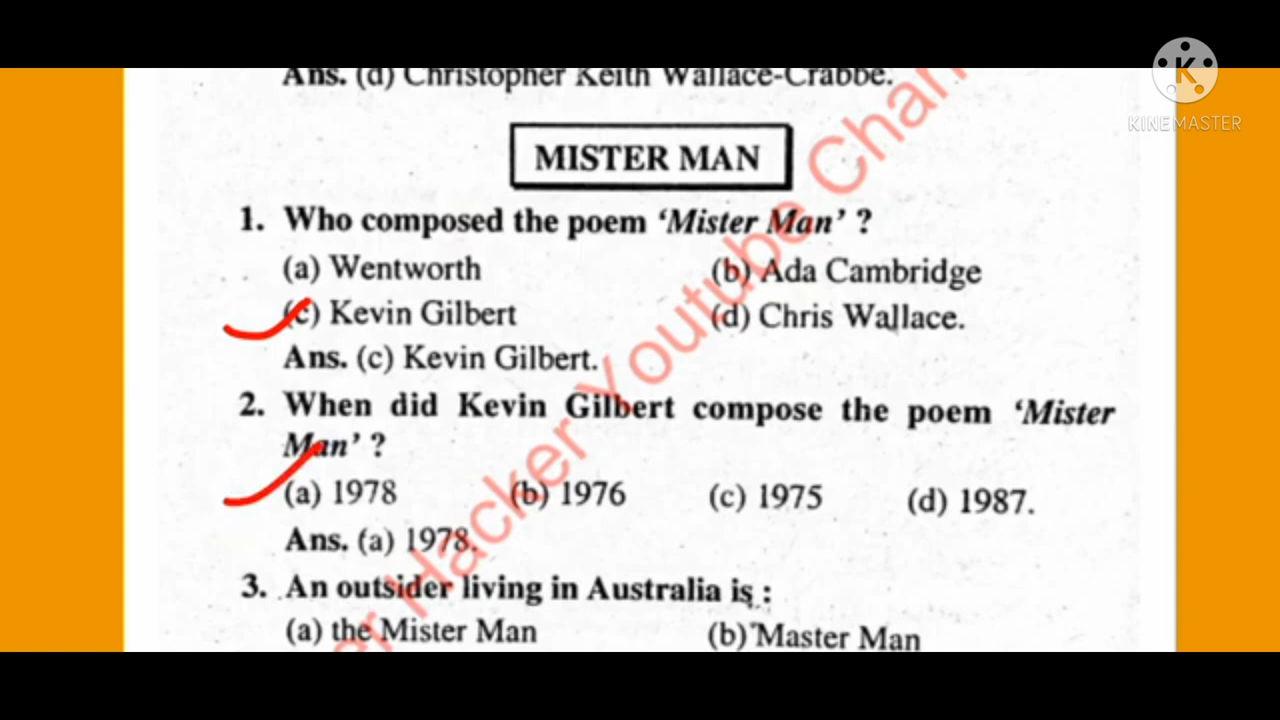 Ans. (d) Christopher Keith Wallace-Crabbe.
KINEMASTER
MISTER MAN
1. Who composed the poem ‘Mister Man’ ?
(a) Wentworth (b) Ada Cambridge
(c) Kevin Gilbert (d) Chris Wallace.
Ans. (c) Kevin Gilbert.
2. When did Kevin Gilbert compose the poem ‘Mister
Man’ ?
(a) 1978 (b) 1976 (c) 1975 (d) 1987.
Ans. (a) 1978.
3. An outsider living in Australia is :
(a) the Mister Man (b) Master Man
Hacker Youtube